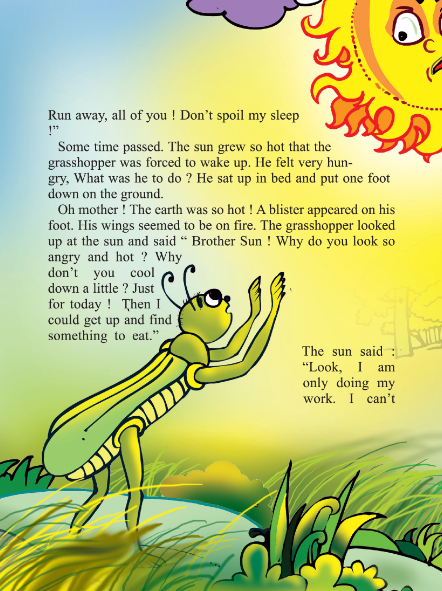 Run away, all of you ! Don't spoil my sleep
!”
Some time passed. The sun grew so hot that the
grasshopper was forced to wake up. He felt very hun-
gry, What was he to do ? He sat up in bed and put one foot
down on the ground.
Oh mother ! The earth was so hot ! A blister appeared on his
foot. His wings seemed to be on fire. The grasshopper looked
up at the sun and said “ Brother Sun ! Why do you look so
angry and hot ? Why
don't you cool
down a little ? Just
for today ! Then I
could get up and find
something to eat.”
The sun said :
“Look, I am
only doing my
work. I can't